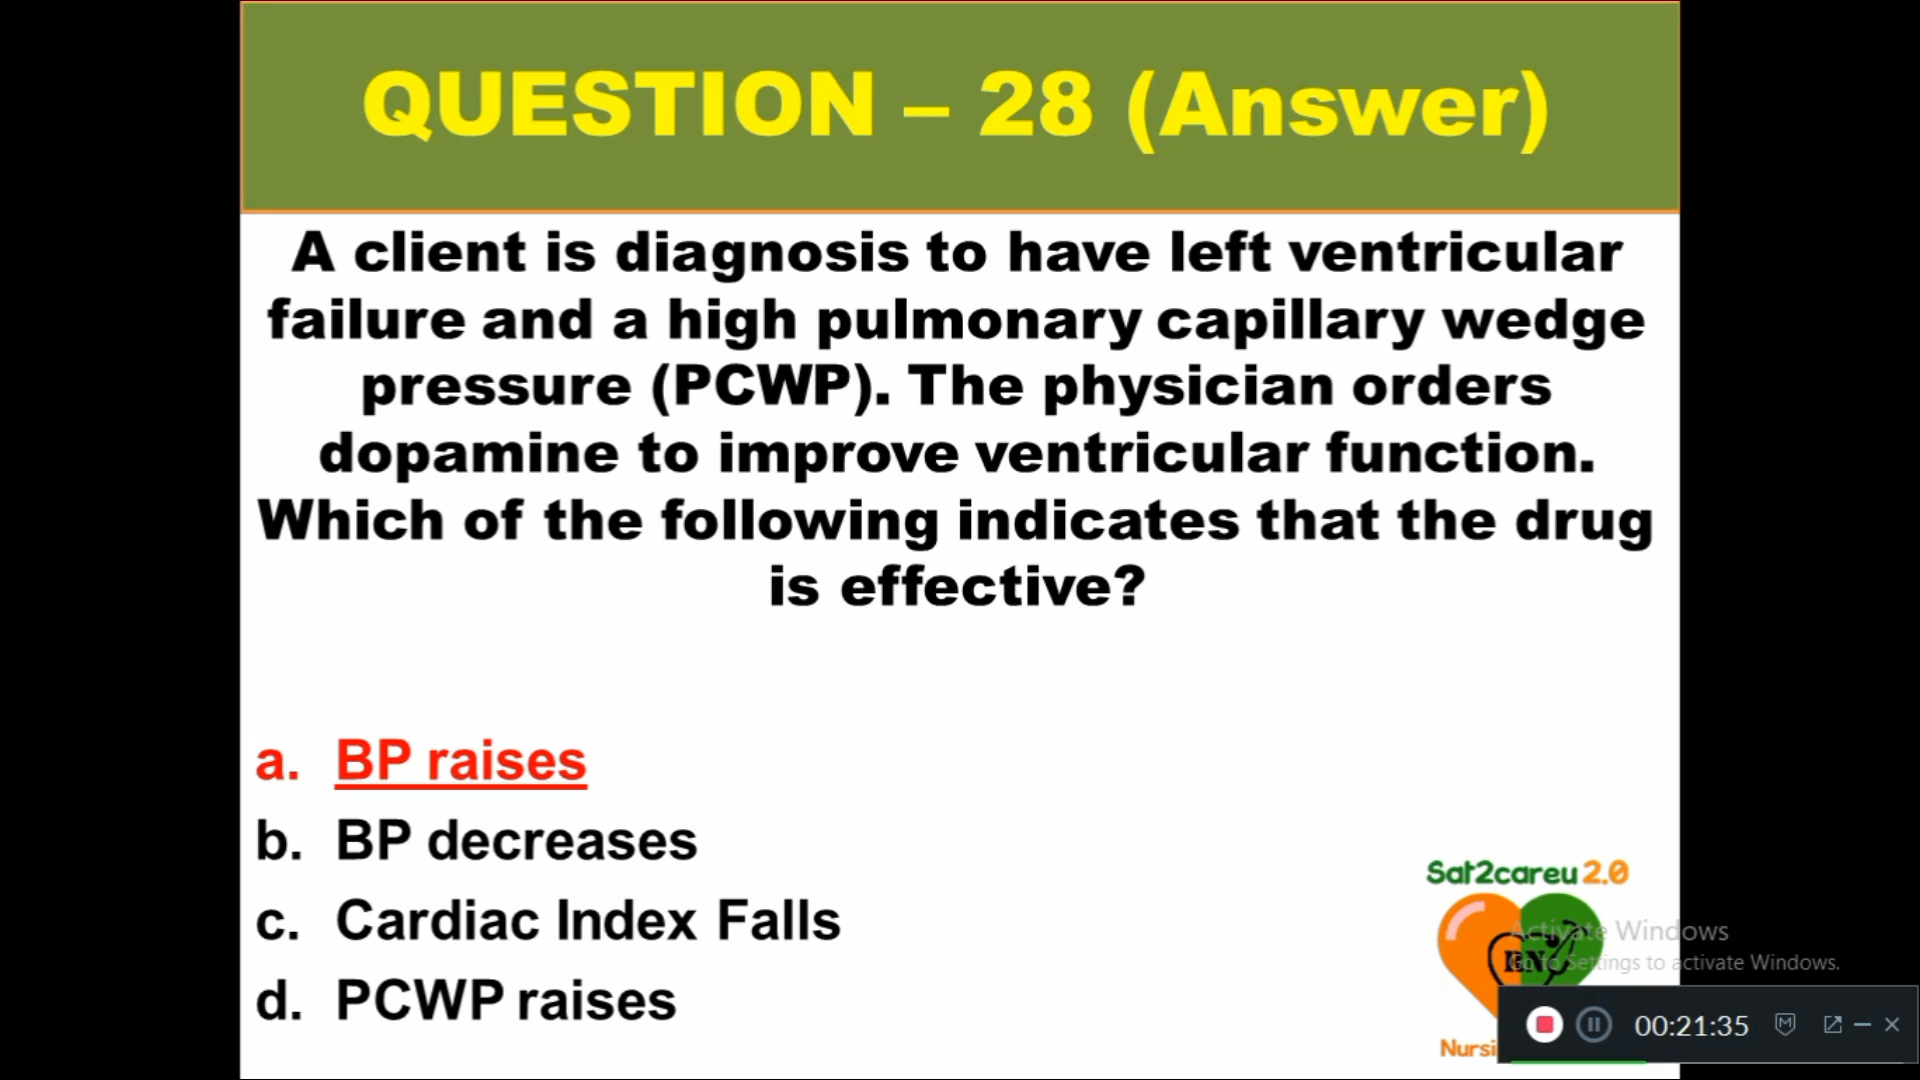 QUESTION – 28 (Answer)
A client is diagnosis to have left ventricular
failure and a high pulmonary capillary wedge
pressure (PCWP). The physician orders
dopamine to improve ventricular function.
Which of the following indicates that the drug
is effective?
a. BP raises
b. BP decreases
c. Cardiac Index Falls
d. PCWP raises
Sat2careu 2.0
RN
Activate Windows
Go to Settings to activate Windows.
00:21:35
Nursi